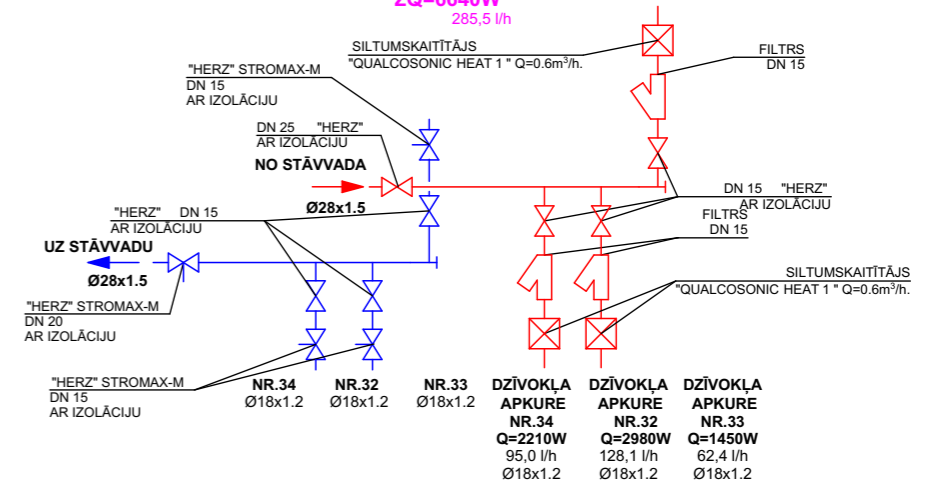 ZQ=6640W
285,5 l/h
SILTUMSKAITĪTĀJS
"QUALCOSONIC HEAT 1 " Q=0.6m³/h.
FILTRS
DN 15
"HERZ" STROMAX-M
DN 15
AR IZOLĀCIJU
DN 25 "HERZ"
AR IZOLĀCIJU
NO STĀVVADA
Ø28x1.5
DN 15 "HERZ"
AR IZOLĀCIJU
FILTRS
DN 15
"HERZ" DN 15
AR IZOLĀCIJU
UZ STĀVVADU
Ø28x1.5
SILTUMSKAITĪTĀJS
"QUALCOSONIC HEAT 1 " Q=0.6m³/h.
"HERZ" STROMAX-M
DN 20
AR IZOLĀCIJU
"HERZ" STROMAX-M
DN 15
AR IZOLĀCIJU
NR.34
Ø18x1.2
NR.32
Ø18x1.2
NR.33
Ø18x1.2
DZĪVOKĻA
APKURE
NR.34
Q=2210W
95,0 l/h
Ø18x1.2
DZĪVOKĻA
APKURE
NR.32
Q=2980W
128,1 l/h
Ø18x1.2
DZĪVOKĻA
APKURE
NR.33
Q=1450W
62,4 l/h
Ø18x1.2